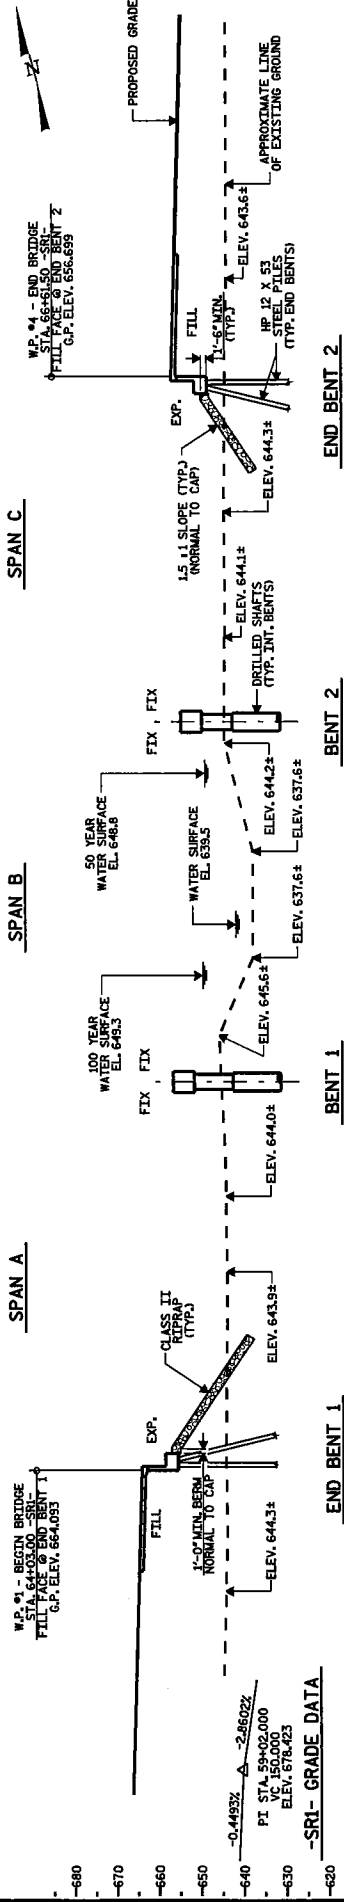 SPAN A
SPAN B
SPAN C
W.P. #1 - BEGIN BRIDGE
STA. 64+03.00 -SR1-
FILL FACE @ END BENT 1
G.P. ELEV. 664.093
W.P. #4 - END BRIDGE
STA. 66+61.50 -SR1-
FILL FACE @ END BENT 2
G.P. ELEV. 656.699
N
PROPOSED GRADE
100 YEAR
WATER SURFACE
EL. 649.3
50 YEAR
WATER SURFACE
EL. 648.8
WATER SURFACE
EL. 639.5
FILL
EXP.
CLASS II
RIPRAP
(TYP.)
FIX
FIX
FIX
FIX
1.5 : 1 SLOPE (TYP.)
(NORMAL TO CAP)
EXP.
FILL
1'-6" MIN.
(TYP.)
1'-0" MIN. BERM
NORMAL TO CAP
ELEV. 644.3±
ELEV. 643.9±
ELEV. 644.0±
ELEV. 645.6±
ELEV. 637.6±
ELEV. 637.6±
ELEV. 644.2±
DRILLED SHAFTS
(TYP. INT. BENTS)
ELEV. 644.1±
ELEV. 644.3±
HP 12 X 53
STEEL PILES
(TYP. END BENTS)
ELEV. 643.6±
APPROXIMATE LINE
OF EXISTING GROUND
END BENT 1
BENT 1
BENT 2
END BENT 2
680
670
660
650
640
630
620
-0.4493%
-2.8602%
PI STA. 59+02.000
VC 150.000
ELEV. 678.423
-SR1- GRADE DATA